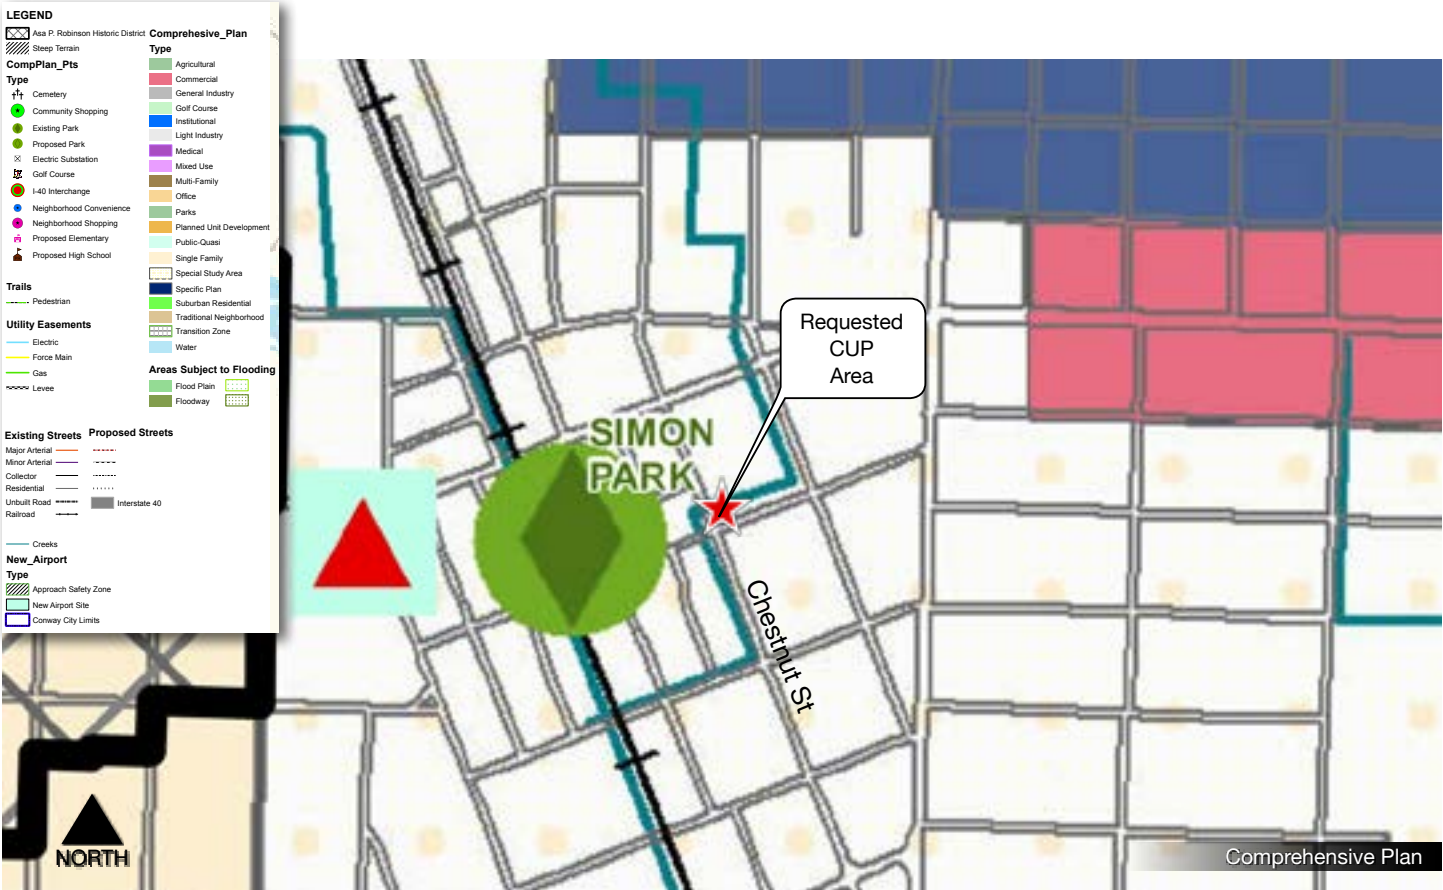 LEGEND
Asa P. Robinson Historic District
Steep Terrain
CompPlan_Pts
Type
Cemetery
Community Shopping
Existing Park
Proposed Park
Electric Substation
Golf Course
I-40 Interchange
Neighborhood Convenience
Neighborhood Shopping
Proposed Elementary
Proposed High School
Trails
Pedestrian
Utility Easements
Electric
Force Main
Gas
Levee
Comprehesive_Plan
Type
Agricultural
Commercial
General Industry
Golf Course
Institutional
Light Industry
Medical
Mixed Use
Multi-Family
Office
Parks
Planned Unit Development
Public-Quasi
Single Family
Special Study Area
Specific Plan
Suburban Residential
Traditional Neighborhood
Transition Zone
Water
Areas Subject to Flooding
Flood Plain
Floodway
Existing Streets
Major Arterial
Minor Arterial
Collector
Residential
Unbuilt Road
Railroad
Proposed Streets
Interstate 40
Creeks
New_Airport
Type
Approach Safety Zone
New Airport Site
Conway City Limits
Requested
CUP
Area
SIMON
PARK
Chestnut St
NORTH
Comprehensive Plan